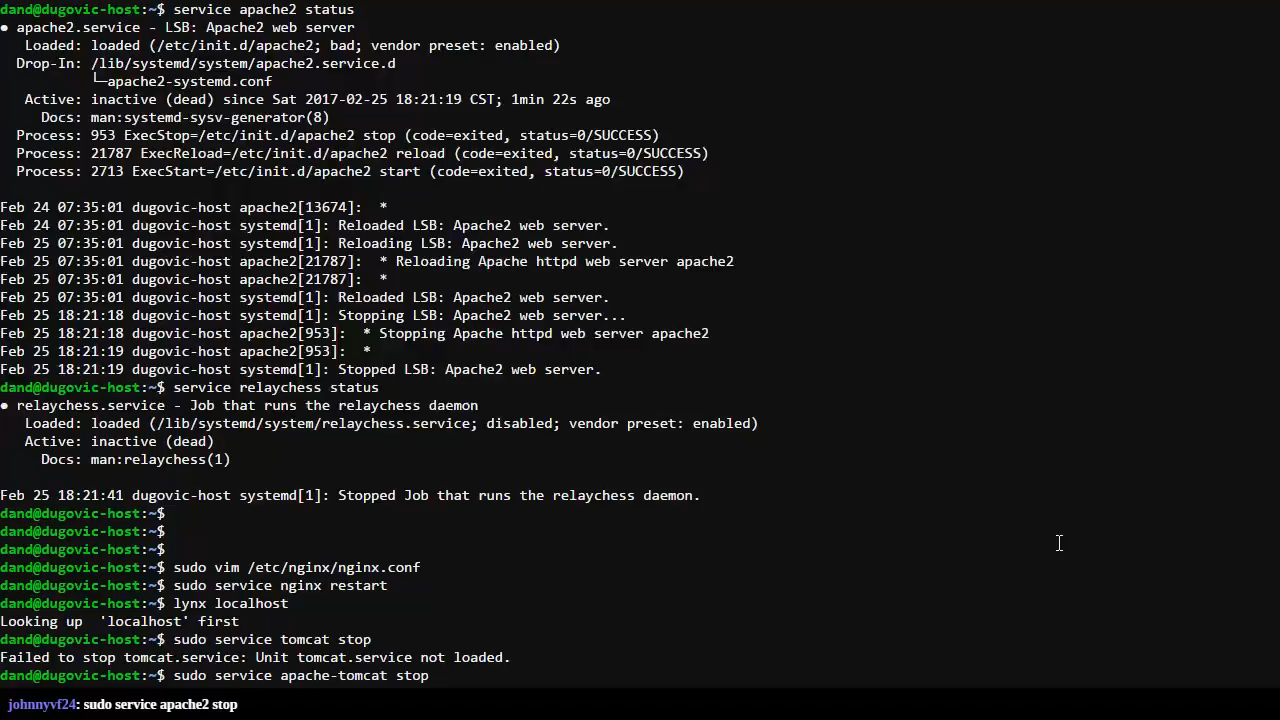 dand@dugovic-host:~$ service apache2 status
● apache2.service - LSB: Apache2 web server
   Loaded: loaded (/etc/init.d/apache2; bad; vendor preset: enabled)
  Drop-In: /lib/systemd/system/apache2.service.d
           └─apache2-systemd.conf
   Active: inactive (dead) since Sat 2017-02-25 18:21:19 CST; 1min 22s ago
     Docs: man:systemd-sysv-generator(8)
  Process: 953 ExecStop=/etc/init.d/apache2 stop (code=exited, status=0/SUCCESS)
  Process: 21787 ExecReload=/etc/init.d/apache2 reload (code=exited, status=0/SUCCESS)
  Process: 2713 ExecStart=/etc/init.d/apache2 start (code=exited, status=0/SUCCESS)

Feb 24 07:35:01 dugovic-host apache2[13674]:  *
Feb 24 07:35:01 dugovic-host systemd[1]: Reloaded LSB: Apache2 web server.
Feb 25 07:35:01 dugovic-host systemd[1]: Reloading LSB: Apache2 web server.
Feb 25 07:35:01 dugovic-host apache2[21787]:  * Reloading Apache httpd web server apache2
Feb 25 07:35:01 dugovic-host apache2[21787]:  *
Feb 25 07:35:01 dugovic-host systemd[1]: Reloaded LSB: Apache2 web server.
Feb 25 18:21:18 dugovic-host systemd[1]: Stopping LSB: Apache2 web server...
Feb 25 18:21:18 dugovic-host apache2[953]:  * Stopping Apache httpd web server apache2
Feb 25 18:21:19 dugovic-host apache2[953]:  *
Feb 25 18:21:19 dugovic-host systemd[1]: Stopped LSB: Apache2 web server.
dand@dugovic-host:~$ service relaychess status
● relaychess.service - Job that runs the relaychess daemon
   Loaded: loaded (/lib/systemd/system/relaychess.service; disabled; vendor preset: enabled)
   Active: inactive (dead)
     Docs: man:relaychess(1)

Feb 25 18:21:41 dugovic-host systemd[1]: Stopped Job that runs the relaychess daemon.
dand@dugovic-host:~$
dand@dugovic-host:~$
dand@dugovic-host:~$
dand@dugovic-host:~$ sudo vim /etc/nginx/nginx.conf
dand@dugovic-host:~$ sudo service nginx restart
dand@dugovic-host:~$ lynx localhost
Looking up  'localhost' first
dand@dugovic-host:~$ sudo service tomcat stop
Failed to stop tomcat.service: Unit tomcat.service not loaded.
dand@dugovic-host:~$ sudo service apache-tomcat stop
johnnyvf24: sudo service apache2 stop